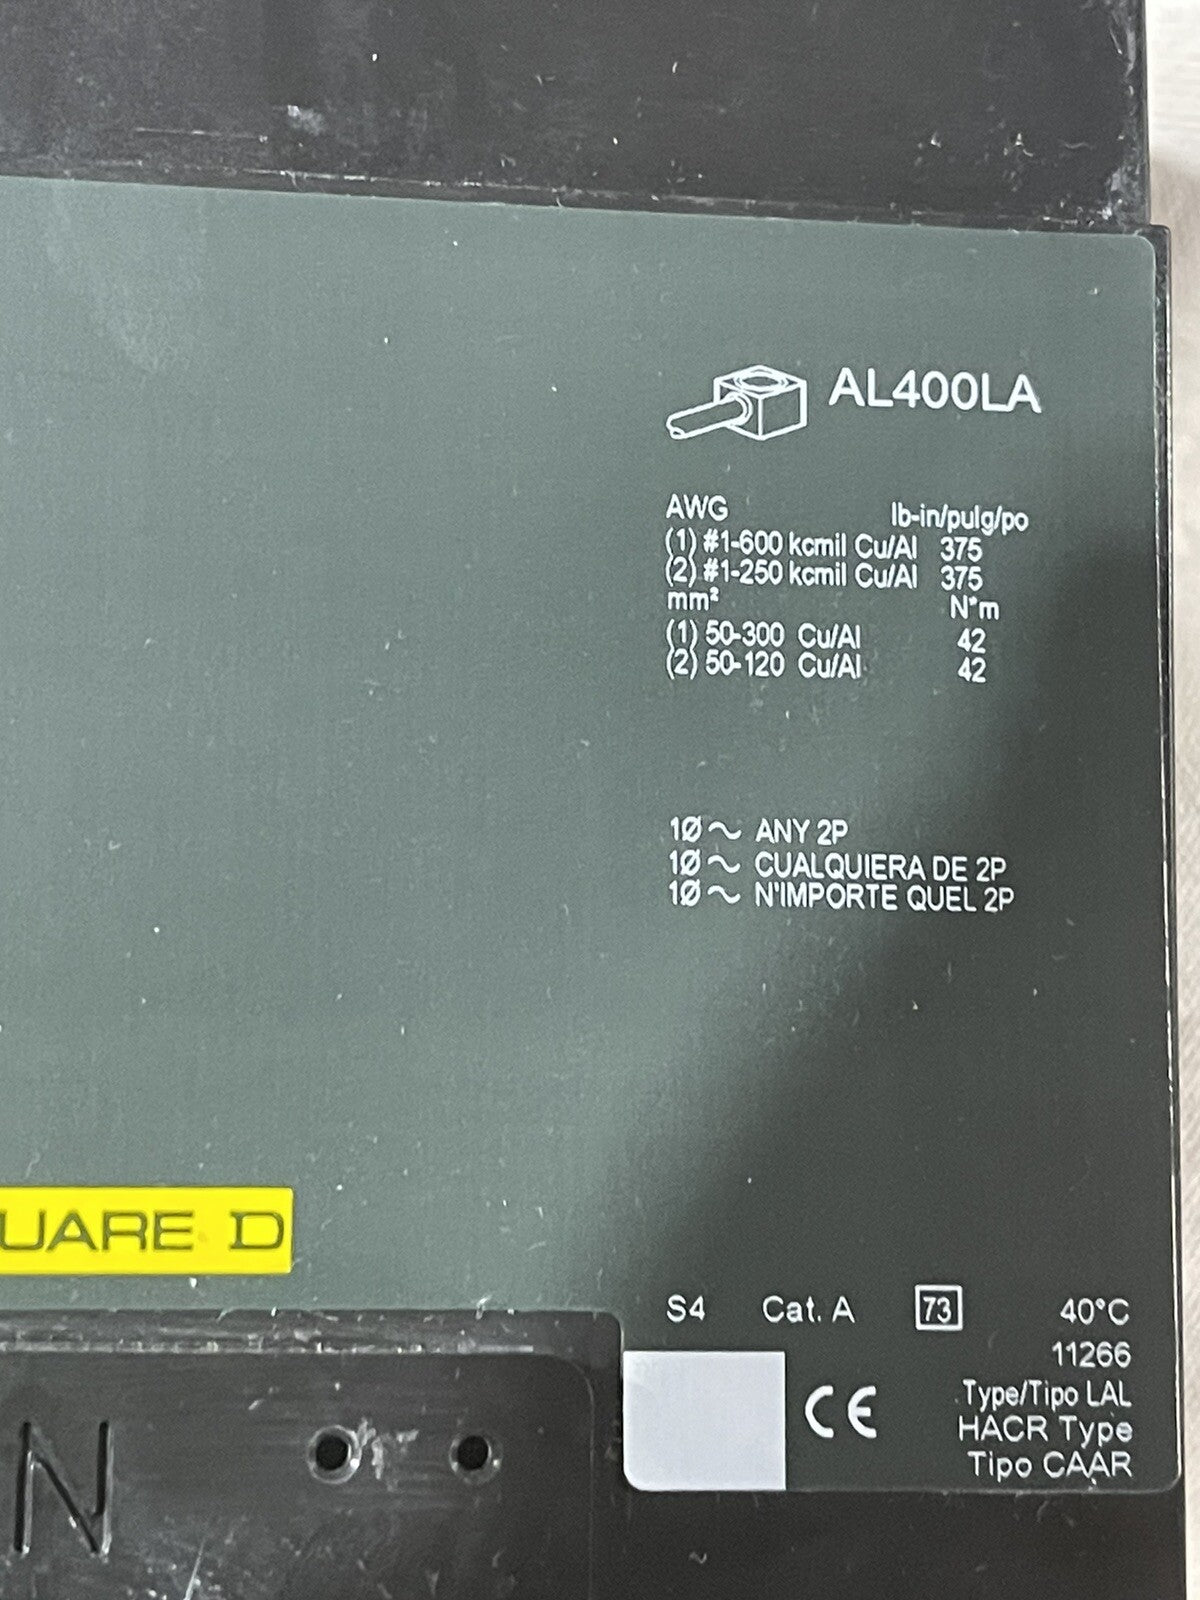 AL400LA
AWG lb-in/pulg/po
(1) #1-600 kcmil Cu/Al 375
(2) #1-250 kcmil Cu/Al 375
mm² N*m
(1) 50-300 Cu/Al 42
(2) 50-120 Cu/Al 42
1Ø ~ ANY 2P
1Ø ~ CUALQUIERA DE 2P
1Ø ~ N'IMPORTE QUEL 2P
UARE D
S4 Cat. A 73 40°C
11266
CE Type/Tipo LAL
HACR Type
Tipo CAAR
N